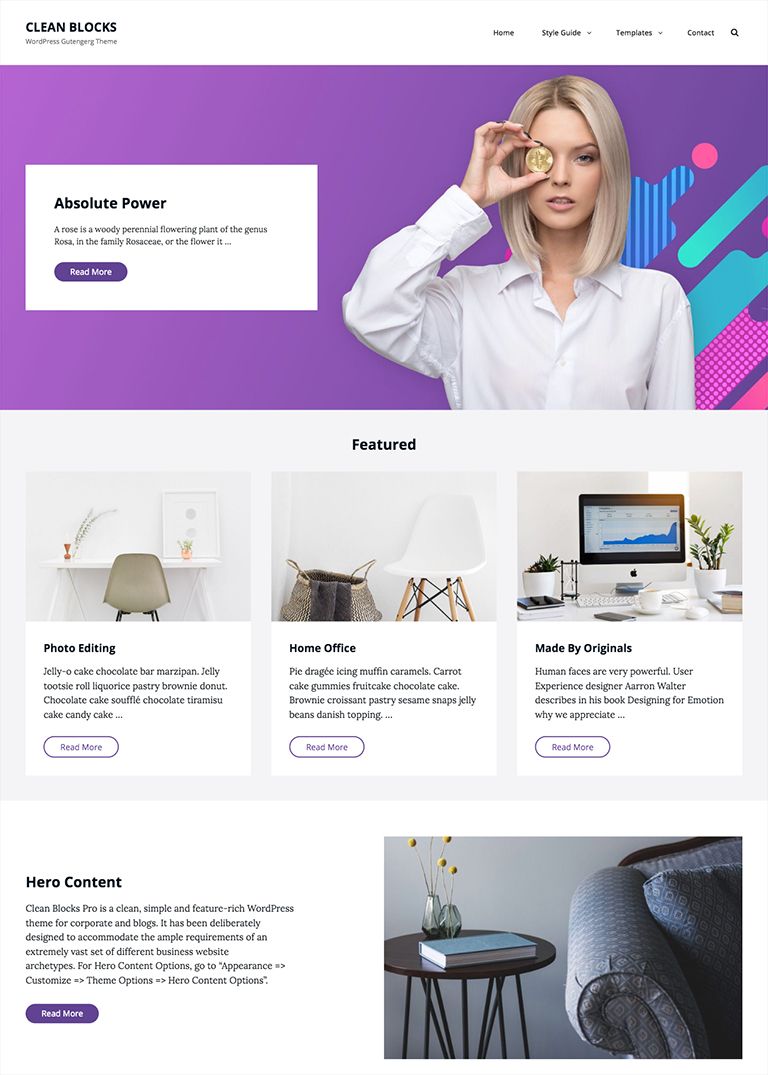 CLEAN BLOCKS
WordPress Gutengerg Theme
Home
Style Guide
Templates
Contact
Absolute Power
A rose is a woody perennial flowering plant of the genus
Rosa, in the family Rosaceae, or the flower it ...
Read More
Featured
Photo Editing
Jelly-o cake chocolate bar marzipan. Jelly
tootsie roll liquorice pastry brownie donut.
Chocolate cake soufflé chocolate tiramisu
cake candy cake ...
Read More
Home Office
Pie dragée icing muffin caramels. Carrot
cake gummies fruitcake chocolate cake.
Brownie croissant pastry sesame snaps jelly
beans danish topping. ...
Read More
Made By Originals
Human faces are very powerful. User
Experience designer Aarron Walter
describes in his book Designing for Emotion
why we appreciate ...
Read More
Hero Content
Clean Blocks Pro is a clean, simple and feature-rich WordPress
theme for corporate and blogs. It has been deliberately
designed to accommodate the ample requirements of an
extremely vast set of different business website
archetypes. For Hero Content Options, go to “Appearance =>
Customize => Theme Options => Hero Content Options”.
Read More